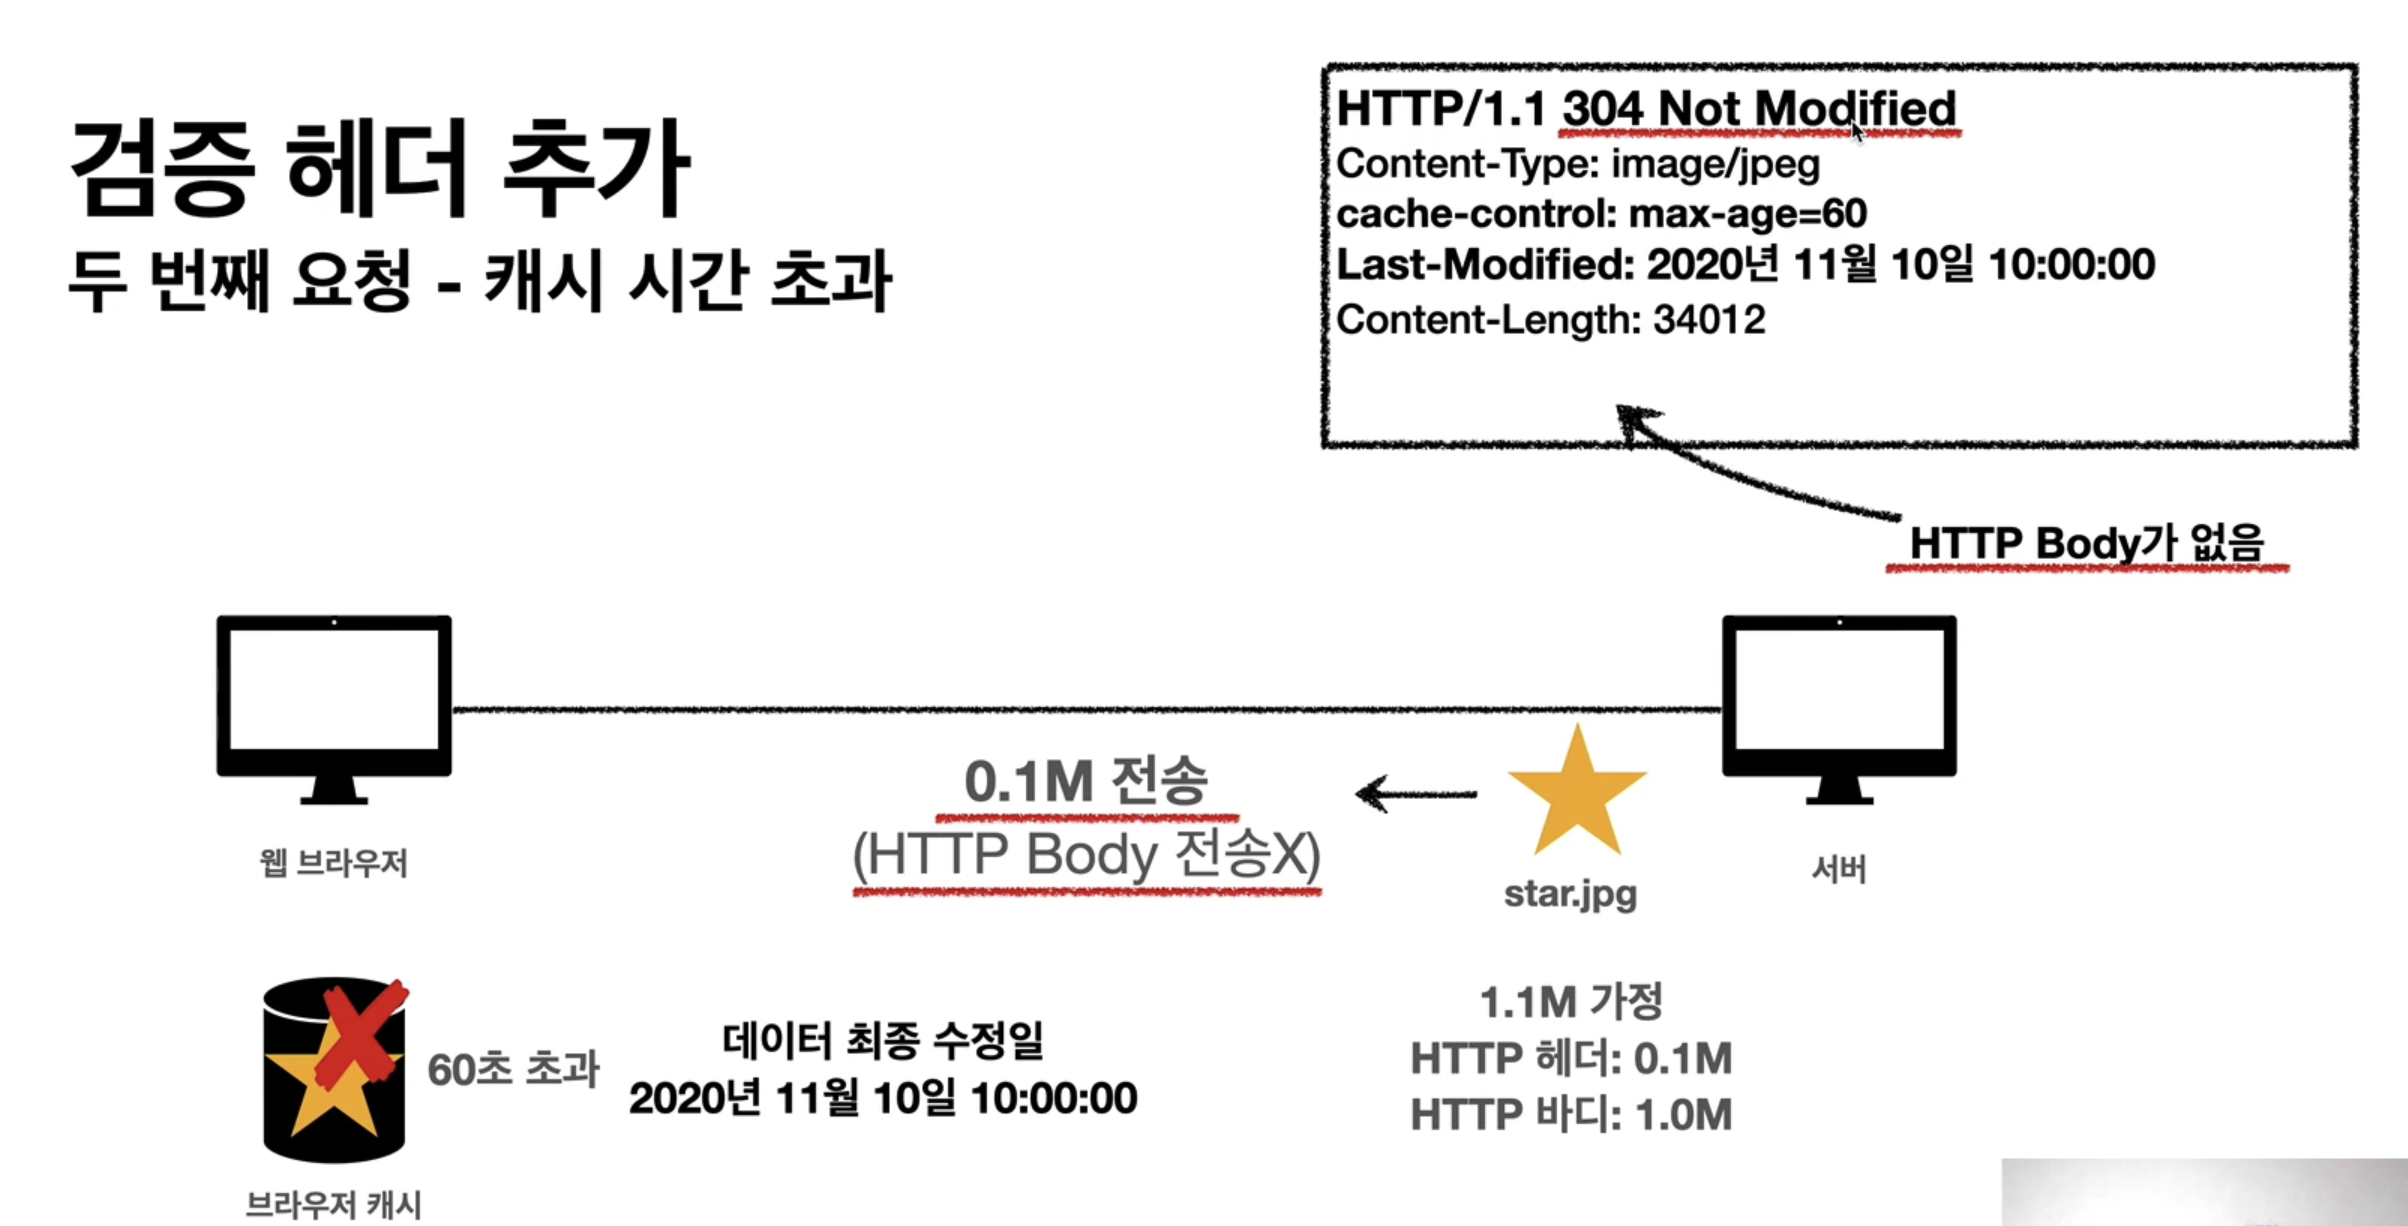 검증 헤더 추가
두 번째 요청 - 캐시 시간 초과
HTTP/1.1 304 Not Modified
Content-Type: image/jpeg
cache-control: max-age=60
Last-Modified: 2020년 11월 10일 10:00:00
Content-Length: 34012
HTTP Body가 없음
0.1M 전송
(HTTP Body 전송X)
웹 브라우저
star.jpg
서버
60초 초과
데이터 최종 수정일
2020년 11월 10일 10:00:00
1.1M 가정
HTTP 헤더: 0.1M
HTTP 바디: 1.0M
브라우저 캐시